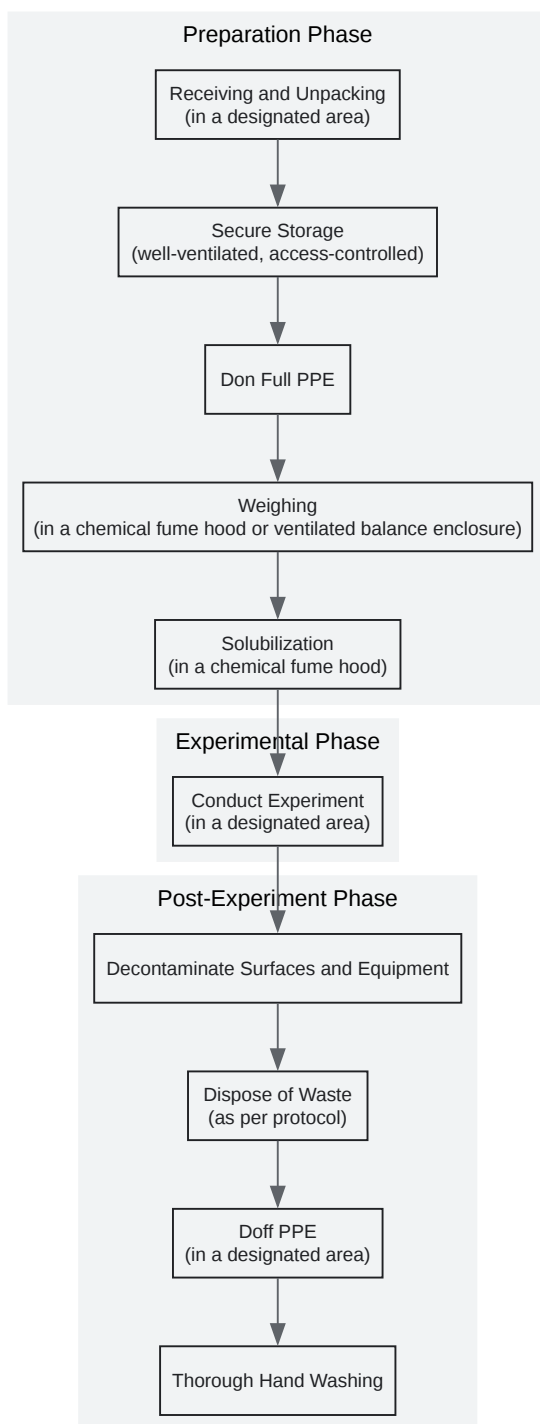 Preparation Phase
Receiving and Unpacking
(in a designated area)
Secure Storage
(well-ventilated, access-controlled)
Don Full PPE
Weighing
(in a chemical fume hood or ventilated balance enclosure)
Solubilization
(in a chemical fume hood)
Experimental Phase
Conduct Experiment
(in a designated area)
Post-Experiment Phase
Decontaminate Surfaces and Equipment
Dispose of Waste
(as per protocol)
Doff PPE
(in a designated area)
Thorough Hand Washing